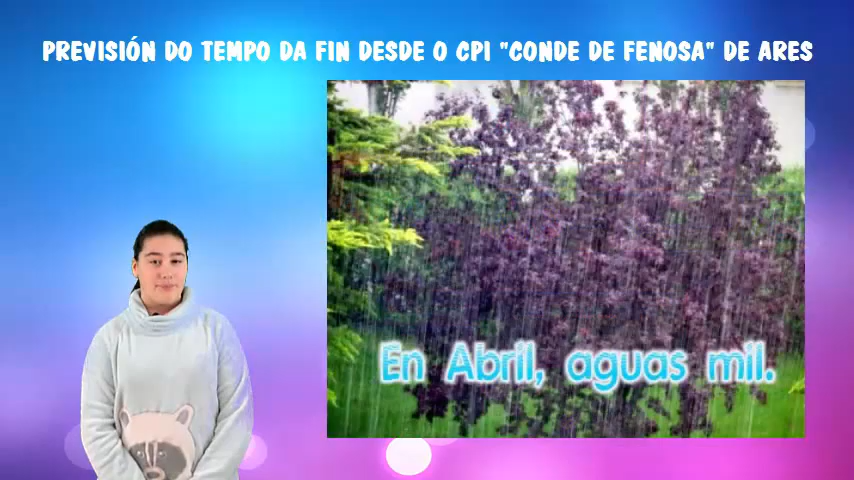 PREVISIÓN DO TEMPO DA FIN DESDE O CPI "CONDE DE FENOSA" DE ARES
En Abril, aguas mil.